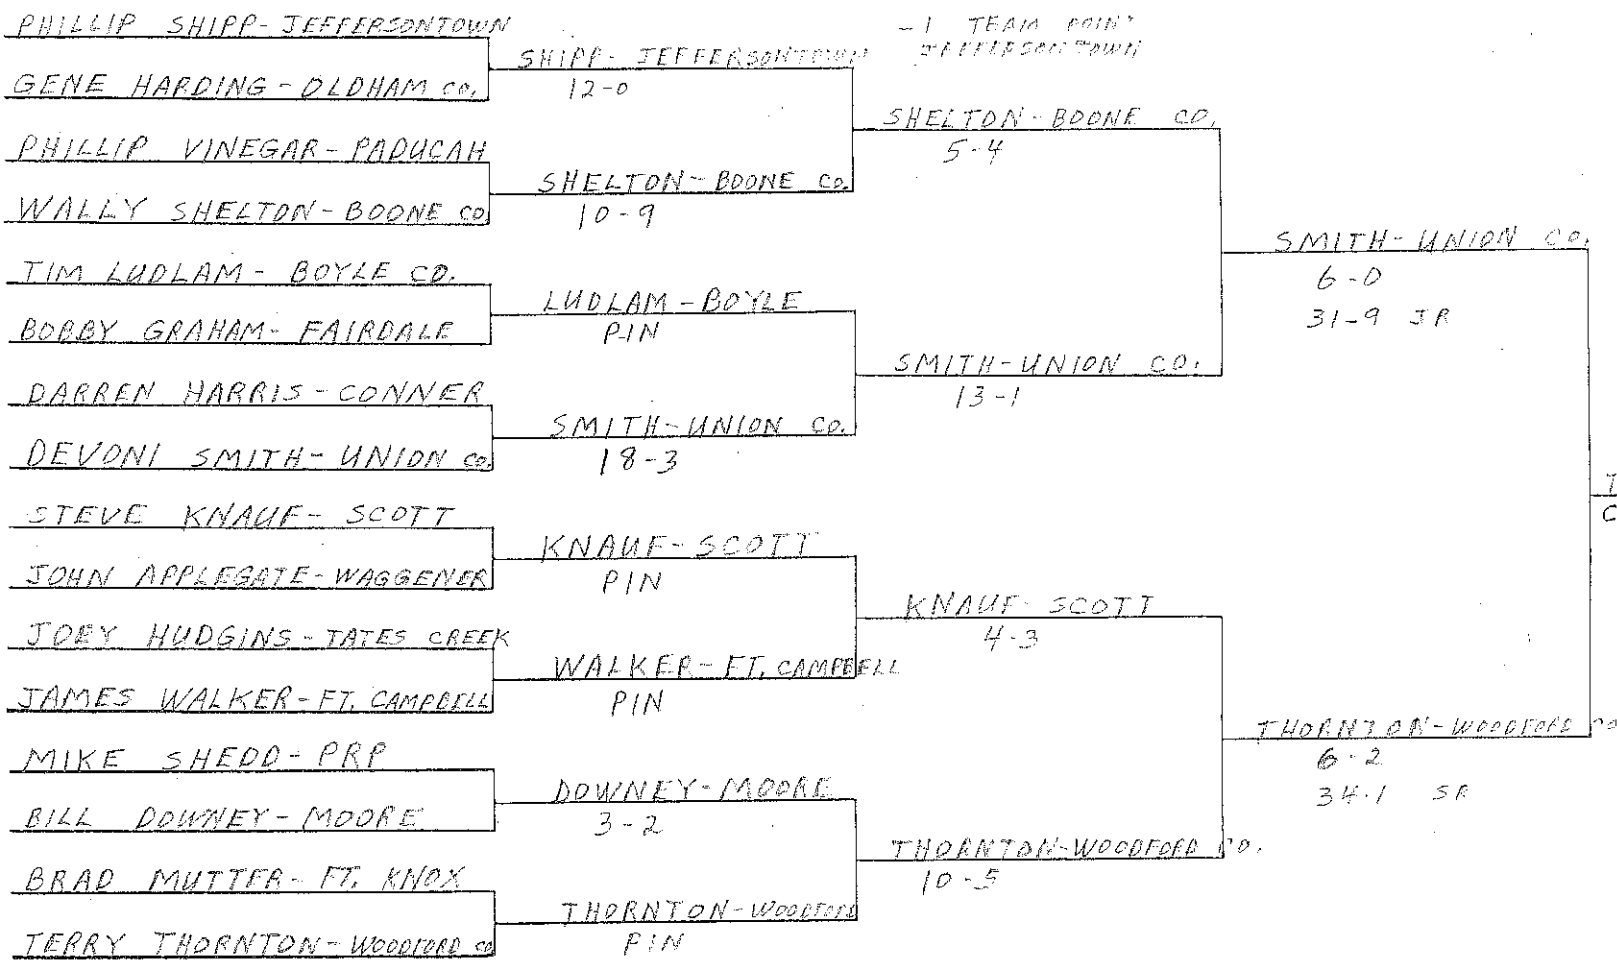 PHILLIP SHIPP-JEFFERSONTOWN
GENE HARDING-OLDHAM CO.
PHILLIP VINEGAR-PADUCAH
WALLY SHELTON-BOONE CO
TIM LUDLAM- BOYLE CO.
BOBBY GRAHAM- FAIRDALE
DARREN HARRIS-CONNER
DEVONI SMITH-UNION CO.
STEVE KNAUF- SCOTT
JOHN APPLEGATE-WAGGENER
JOEY HUDGINS-TATES CREEK
JAMES WALKER-FT. CAMPBELL
MIKE SHEDD-PRP
BILL DOWNEY-MOORE
BRAD MUTTER-FT. KNOX
TERRY THORNTON-WOODFORD CO
SHIPP- JEFFERSONTOWN
12-0
SHELTON-BOONE CO.
10-9
LUDLAM-BOYLE
PIN
SMITH-UNION CO.
18-3
KNAUF-SCOTT
PIN
WALKER-FT. CAMPBELL
PIN
DOWNEY-MOORE
3-2
THORNTON-WOODFORD
PIN
-1 TEAM POINT
JEFFERSONTOWN
SHELTON-BOONE CO.
5-4
SMITH-UNION CO.
13-1
KNAUF-SCOTT
4-3
THORNTON-WOODFORD CO.
10-5
SMITH-UNION CO.
6-0
31-9 JR
THORNTON-WOODFORD CO
6-2
34-1 SR